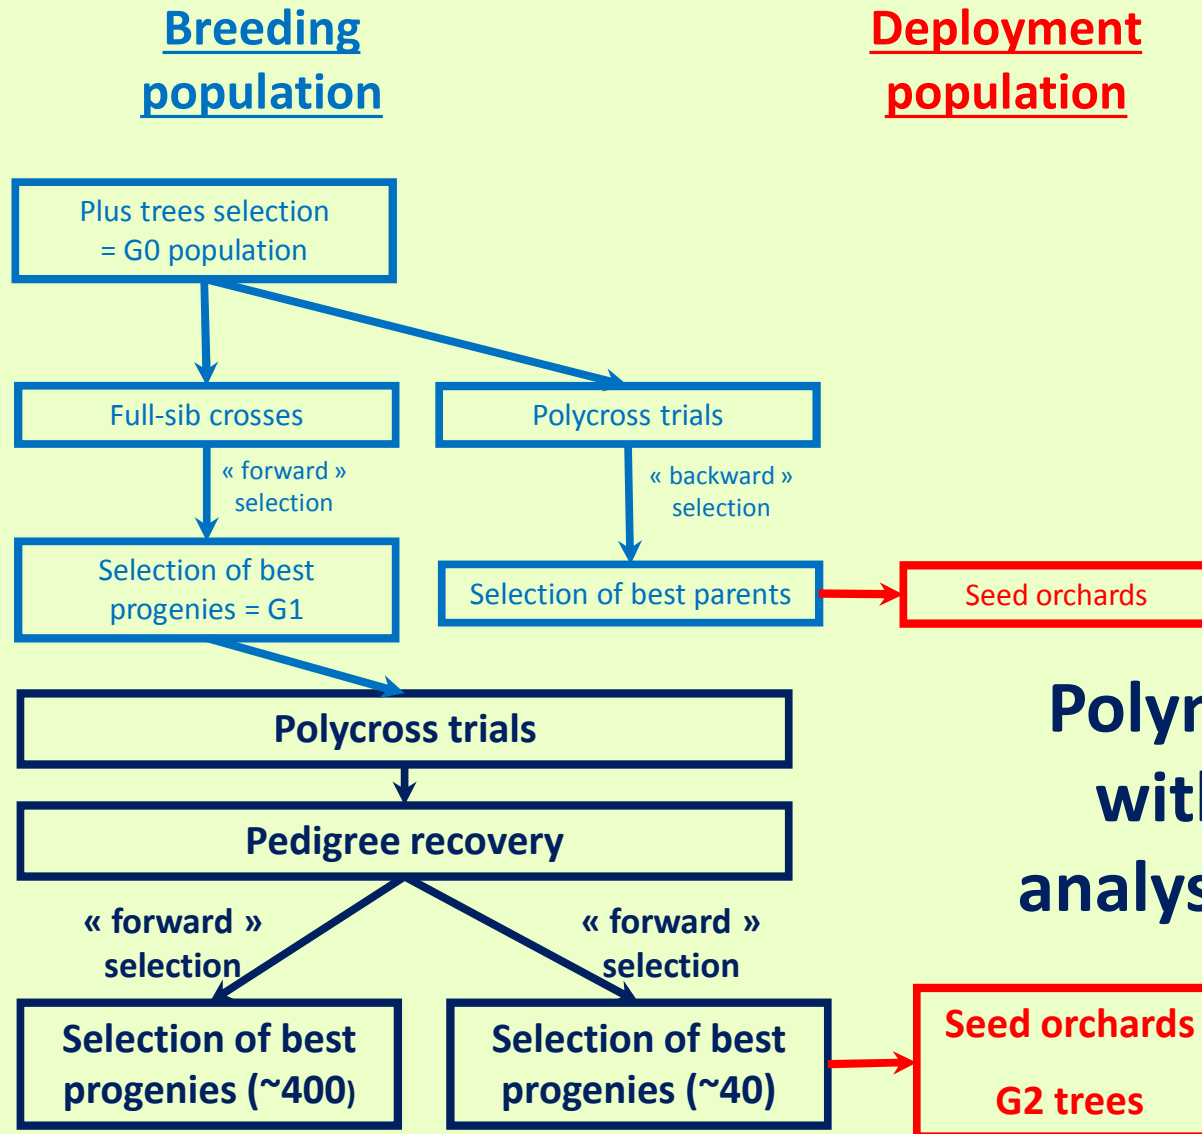 Breeding
population
Deployment
population
Plus trees selection
= G0 population
Full-sib crosses
Polycross trials
« forward »
selection
« backward »
selection
Selection of best
progenies = G1
Selection of best parents
Seed orchards
Polycross trials
Pedigree recovery
with
analys
« forward »
selection
« forward »
selection
Selection of best
progenies (~400)
Selection of best
progenies (~40)
Seed orchards
G2 trees